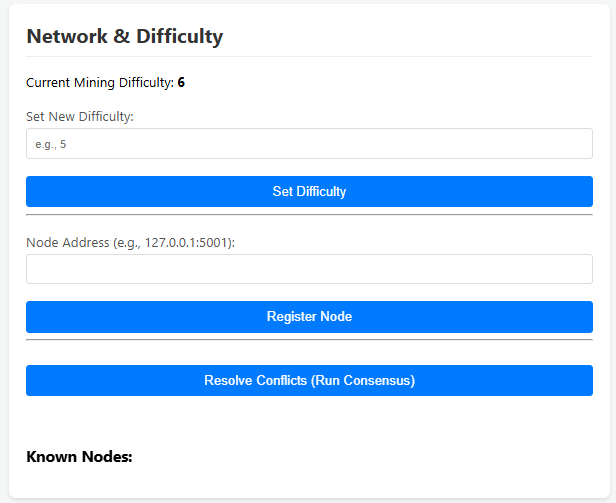 Network & Difficulty
Current Mining Difficulty: 6
Set New Difficulty:
e.g., 5
Set Difficulty
Node Address (e.g., 127.0.0.1:5001):
Register Node
Resolve Conflicts (Run Consensus)
Known Nodes: